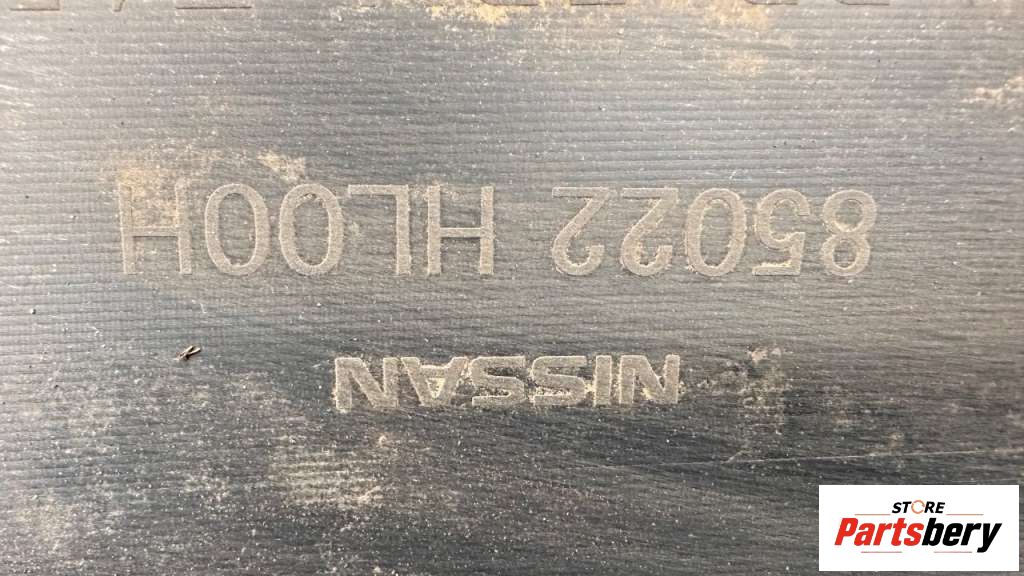 NISSAN
85022 HL00H
STORE
Partsbery